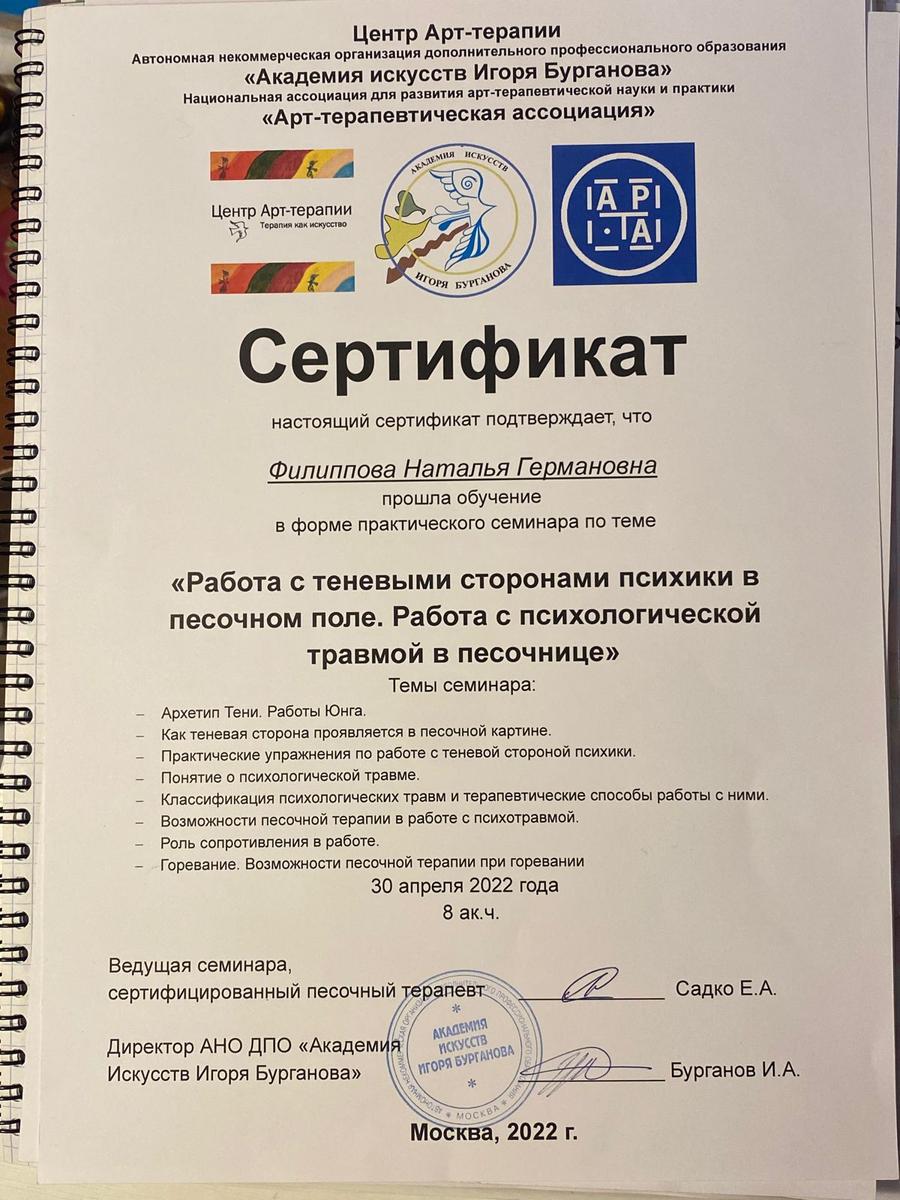 Центр Арт-терапии
Автономная некоммерческая организация дополнительного профессионального образования
«Академия искусств Игоря Бурганова»
Национальная ассоциация для развития арт-терапевтической науки и практики
«Арт-терапевтическая ассоциация»
Центр Арт-терапии
Терапия как искусство
АКАДЕМИЯ ИСКУССТВ
ИГОРЯ БУРГАНОВА
АР
ТА
Сертификат
настоящий сертификат подтверждает, что
Филиппова Наталья Германовна
прошла обучение
в форме практического семинара по теме
«Работа с теневыми сторонами психики в
песочном поле. Работа с психологической
травмой в песочнице»
Темы семинара:
– Архетип Тени. Работы Юнга.
– Как теневая сторона проявляется в песочной картине.
– Практические упражнения по работе с теневой стороной психики.
– Понятие о психологической травме.
– Классификация психологических травм и терапевтические способы работы с ними.
– Возможности песочной терапии в работе с психотравмой.
– Роль сопротивления в работе.
– Горевание. Возможности песочной терапии при горевании
30 апреля 2022 года
8 ак.ч.
Ведущая семинара,
сертифицированный песочный терапевт Садко Е.А.
АКАДЕМИЯ
ИСКУССТВ
ИГОРЯ БУРГАНОВА
* МОСКВА *
Директор АНО ДПО «Академия
Искусств Игоря Бурганова» Бурганов И.А.
Москва, 2022 г.